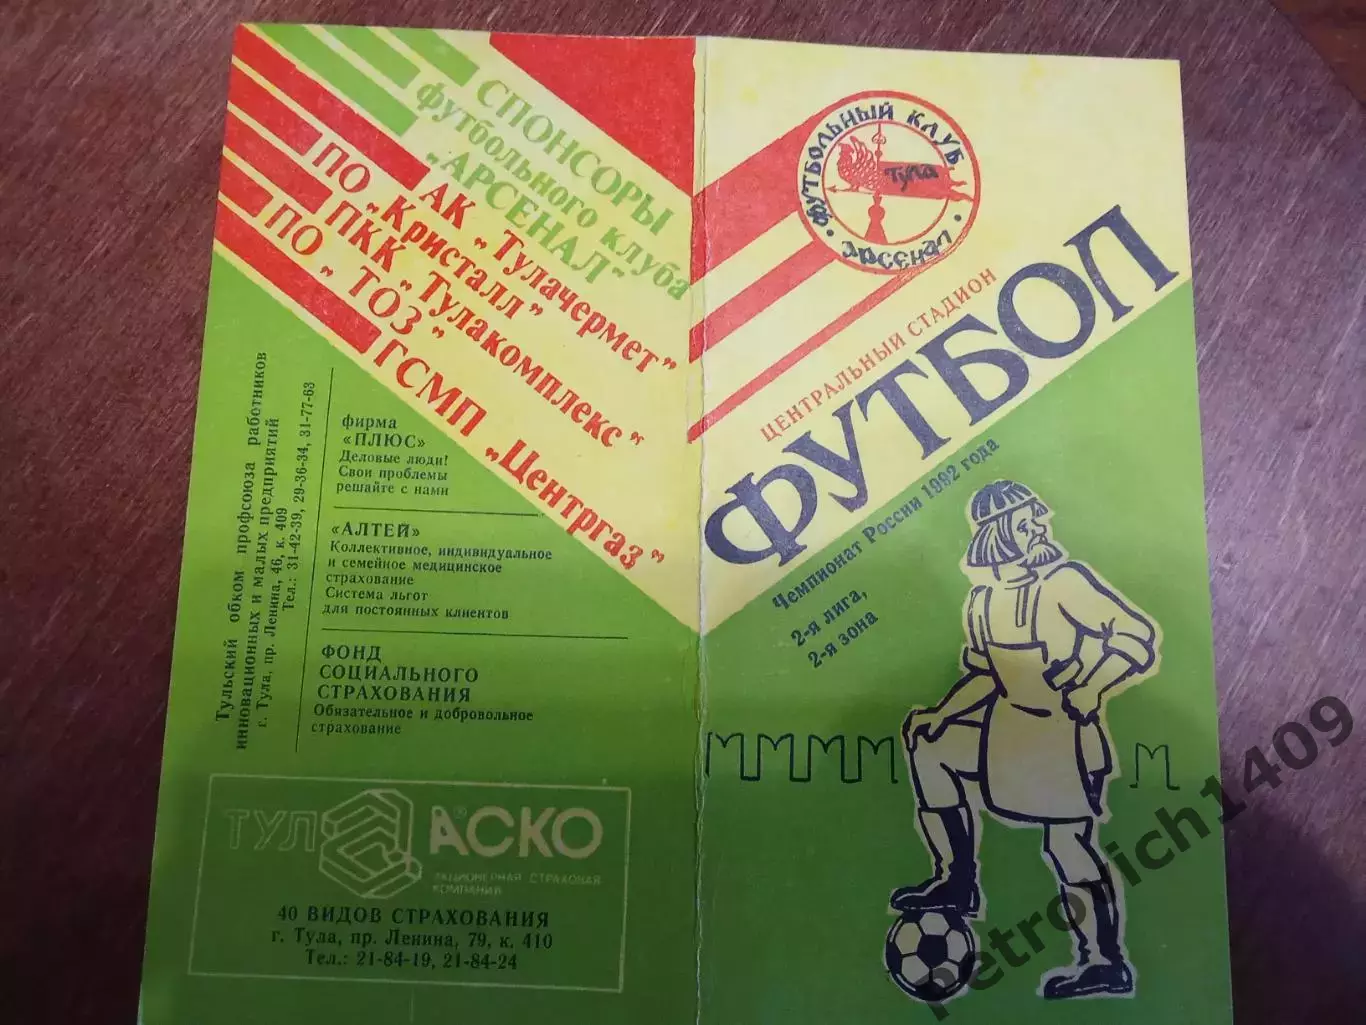 СПОНСОРЫ
футбольного клуба
„АРСЕНАЛ"
АК „Тулачермет"
ПО „Кристалл"
ПКК „Тулакомплекс"
ПО „ТОЗ"
ГСМП „Центргаз"
Тульский обком профсоюза работников
инновационных и малых предприятий
г. Тула, пр. Ленина, 46, к. 409
Тел.: 31-42-39, 29-36-34, 31-77-63
фирма
«ПЛЮС»
Деловые люди!
Свои проблемы
решайте с нами
«АЛТЕЙ»
Коллективное, индивидуальное
и семейное медицинское
страхование
Система льгот
для постоянных клиентов
ФОНД
СОЦИАЛЬНОГО
СТРАХОВАНИЯ
Обязательное и добровольное
страхование
ТУЛ АСКО
АКЦИОНЕРНАЯ СТРАХОВАЯ
КОМПАНИЯ
40 ВИДОВ СТРАХОВАНИЯ
г. Тула, пр. Ленина, 79, к. 410
Тел.: 21-84-19, 21-84-24
ФУТБОЛЬНЫЙ КЛУБ
Тула
• Арсенал •
ЦЕНТРАЛЬНЫЙ СТАДИОН
ФУТБОЛ
Чемпионат России 1992 года
2-я лига,
2-я зона
petrovich1409